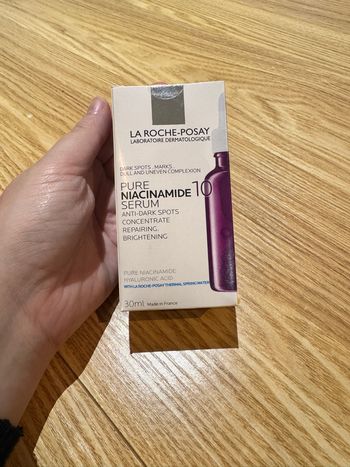 LA ROCHE-POSAY
LABORATOIRE DERMATOLOGIQUE
DARK SPOTS, MARKS
DULL AND UNEVEN COMPLEXION
PURE
NIACINAMIDE 10
SERUM
ANTI-DARK SPOTS
CONCENTRATE
REPAIRING,
BRIGHTENING
PURE NIACINAMIDE
HYALURONIC ACID
WITH LA ROCHE-POSAY THERMAL SPRING WATER
30ml Made in France